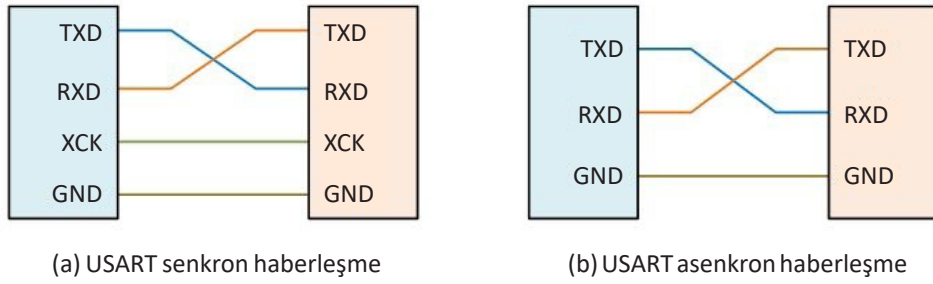 TXD
RXD
XCK
GND
TXD
RXD
XCK
GND
(a) USART senkron haberleşme
TXD
RXD
GND
TXD
RXD
GND
(b) USART asenkron haberleşme